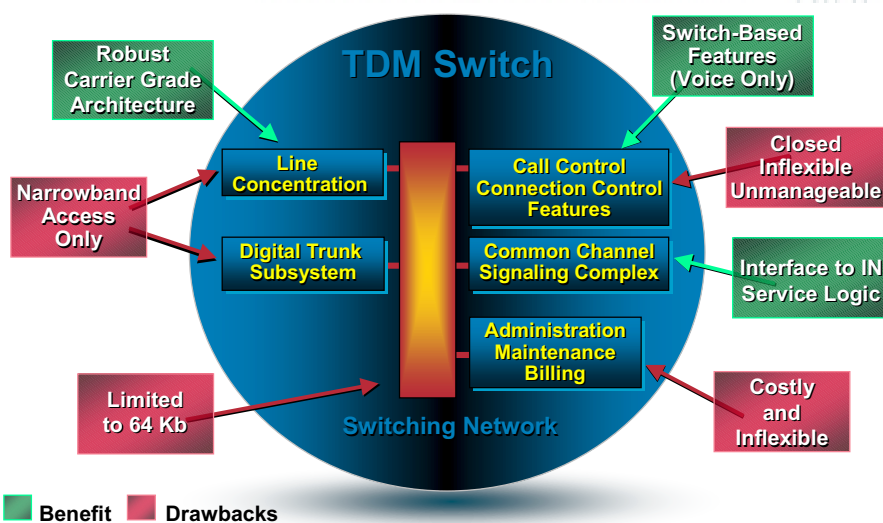 TDM Switch
Robust
Carrier Grade
Architecture
Switch-Based
Features
(Voice Only)
Line
Concentration
Call Control
Connection Control
Features
Closed
Inflexible
Unmanageable
Narrowband
Access
Only
Digital Trunk
Subsystem
Common Channel
Signaling Complex
Interface to IN
Service Logic
Administration
Maintenance
Billing
Limited
to 64 Kb
Switching Network
Costly
and
Inflexible
Benefit
Drawbacks